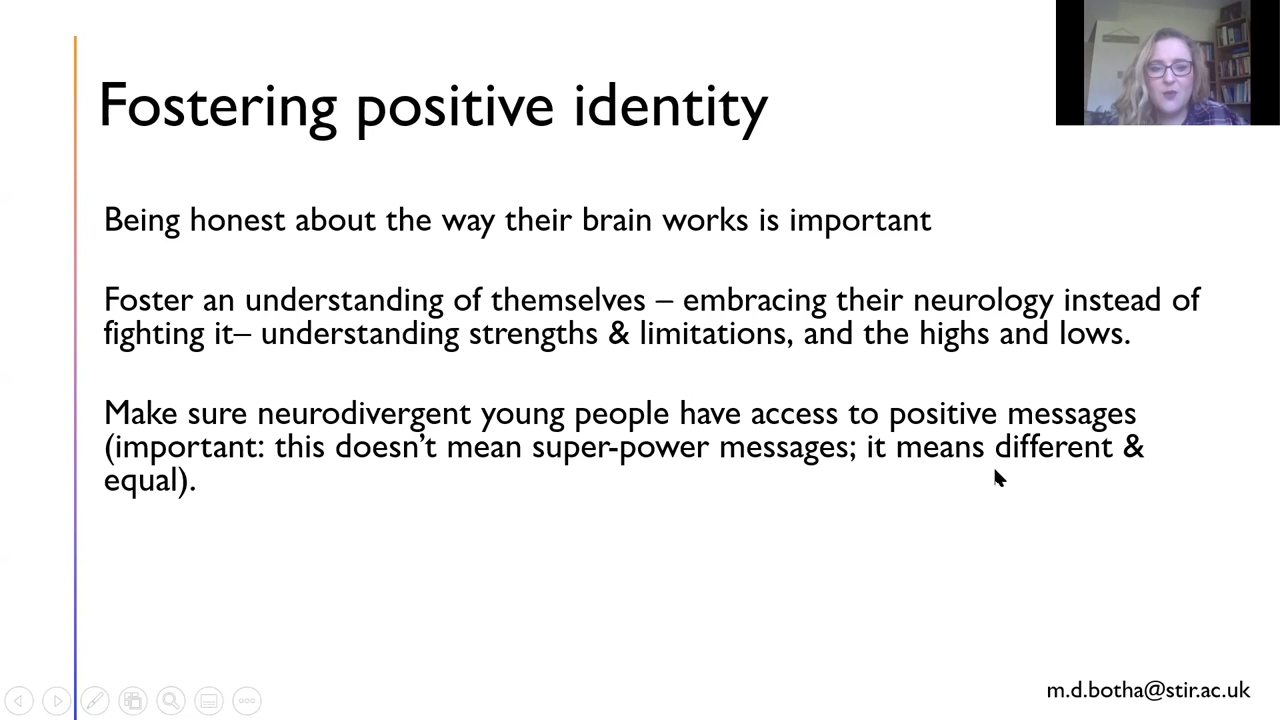 Fostering positive identity
Being honest about the way their brain works is important
Foster an understanding of themselves – embracing their neurology instead of
fighting it– understanding strengths & limitations, and the highs and lows.
Make sure neurodivergent young people have access to positive messages
(important: this doesn’t mean super-power messages; it means different &
equal).
m.d.botha@stir.ac.uk